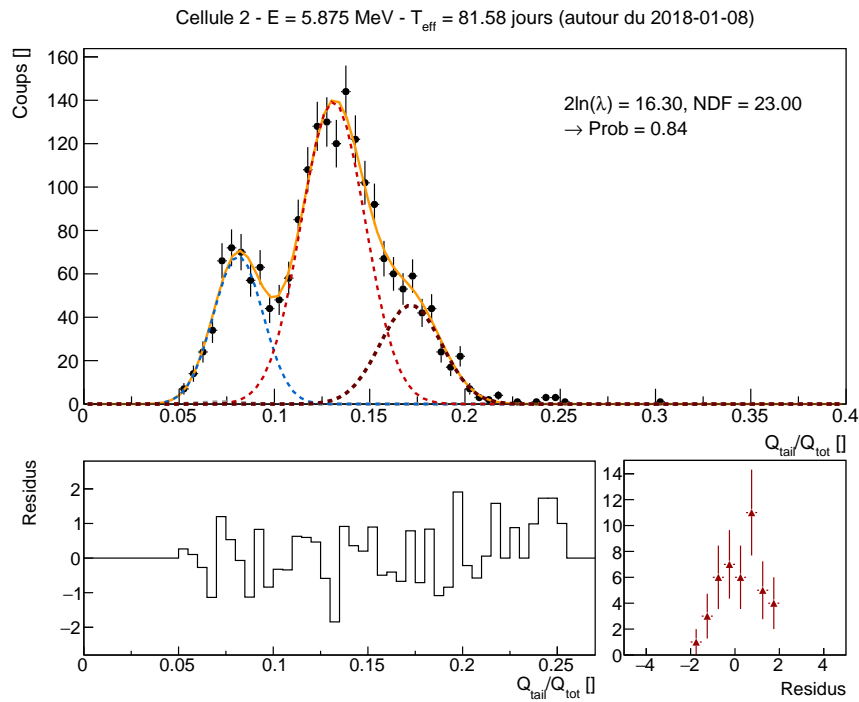 Cellule 2 - E = 5.875 MeV - T_eff = 81.58 jours (autour du 2018-01-08)
Coups []
160
140
120
100
80
60
40
20
0
2ln(λ) = 16.30, NDF = 23.00
→ Prob = 0.84
0 0.05 0.1 0.15 0.2 0.25 0.3 0.35 0.4
Q_tail/Q_tot []
Residus
2
1
0
−1
−2
0 0.05 0.1 0.15 0.2 0.25
Q_tail/Q_tot []
14
12
10
8
6
4
2
0
−4 −2 0 2 4
Residus